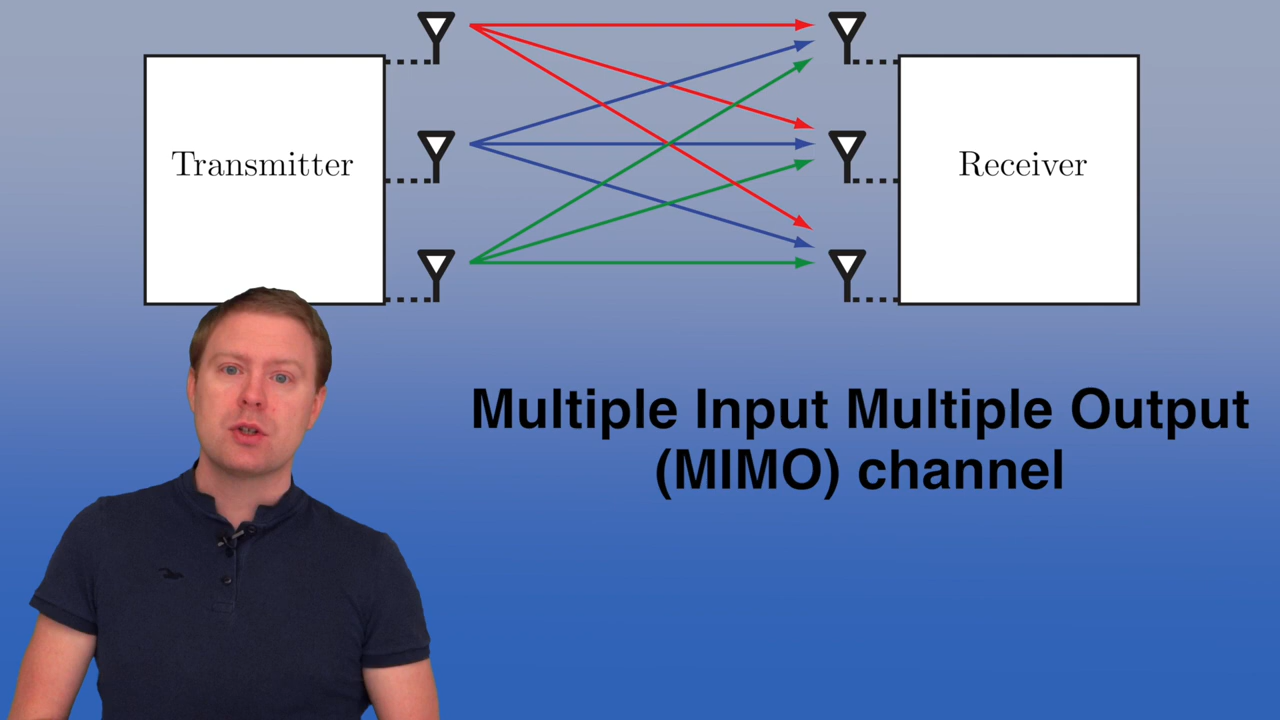 Transmitter
Receiver
Multiple Input Multiple Output
(MIMO) channel